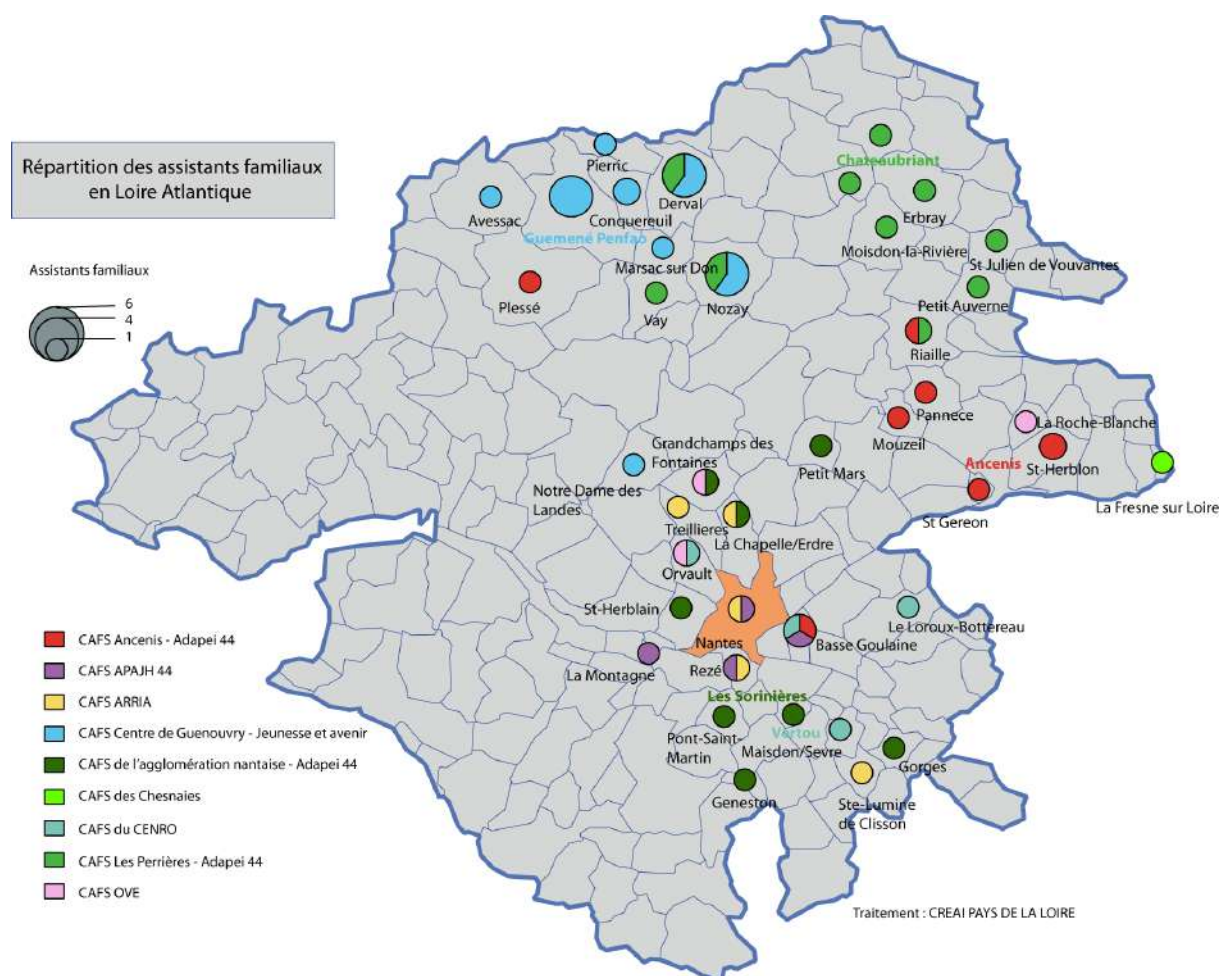 Répartition des assistants familiaux
en Loire Atlantique
Assistants familiaux
6
4
1
Pierric
Avessac
Conquereuil
Derval
Guemené Penfao
Marsac sur Don
Plessé
Vay
Nozay
Chateaubriant
Erbray
Moisdon-la-Rivière
St Julien de Vouvantes
Petit Auverne
Riaille
Pannece
Mouzeil
La Roche-Blanche
Ancenis
St-Herblon
St Gereon
La Fresne sur Loire
Petit Mars
Grandchamps des
Fontaines
Notre Dame des
Landes
Treillieres
La Chapelle/Erdre
Orvault
St-Herblain
Nantes
Basse Goulaine
Le Loroux-Bottereau
La Montagne
Rezé
Les Sorinières
Vertou
Pont-Saint-
Martin
Maisdon/Sevre
Gorges
Geneston
Ste-Lumine
de Clisson
CAFS Ancenis - Adapei 44
CAFS APAJH 44
CAFS ARRIA
CAFS Centre de Guenouvry - Jeunesse et avenir
CAFS de l'agglomération nantaise - Adapei 44
CAFS des Chesnaies
CAFS du CENRO
CAFS Les Perrières - Adapei 44
CAFS OVE
Traitement : CREAI PAYS DE LA LOIRE